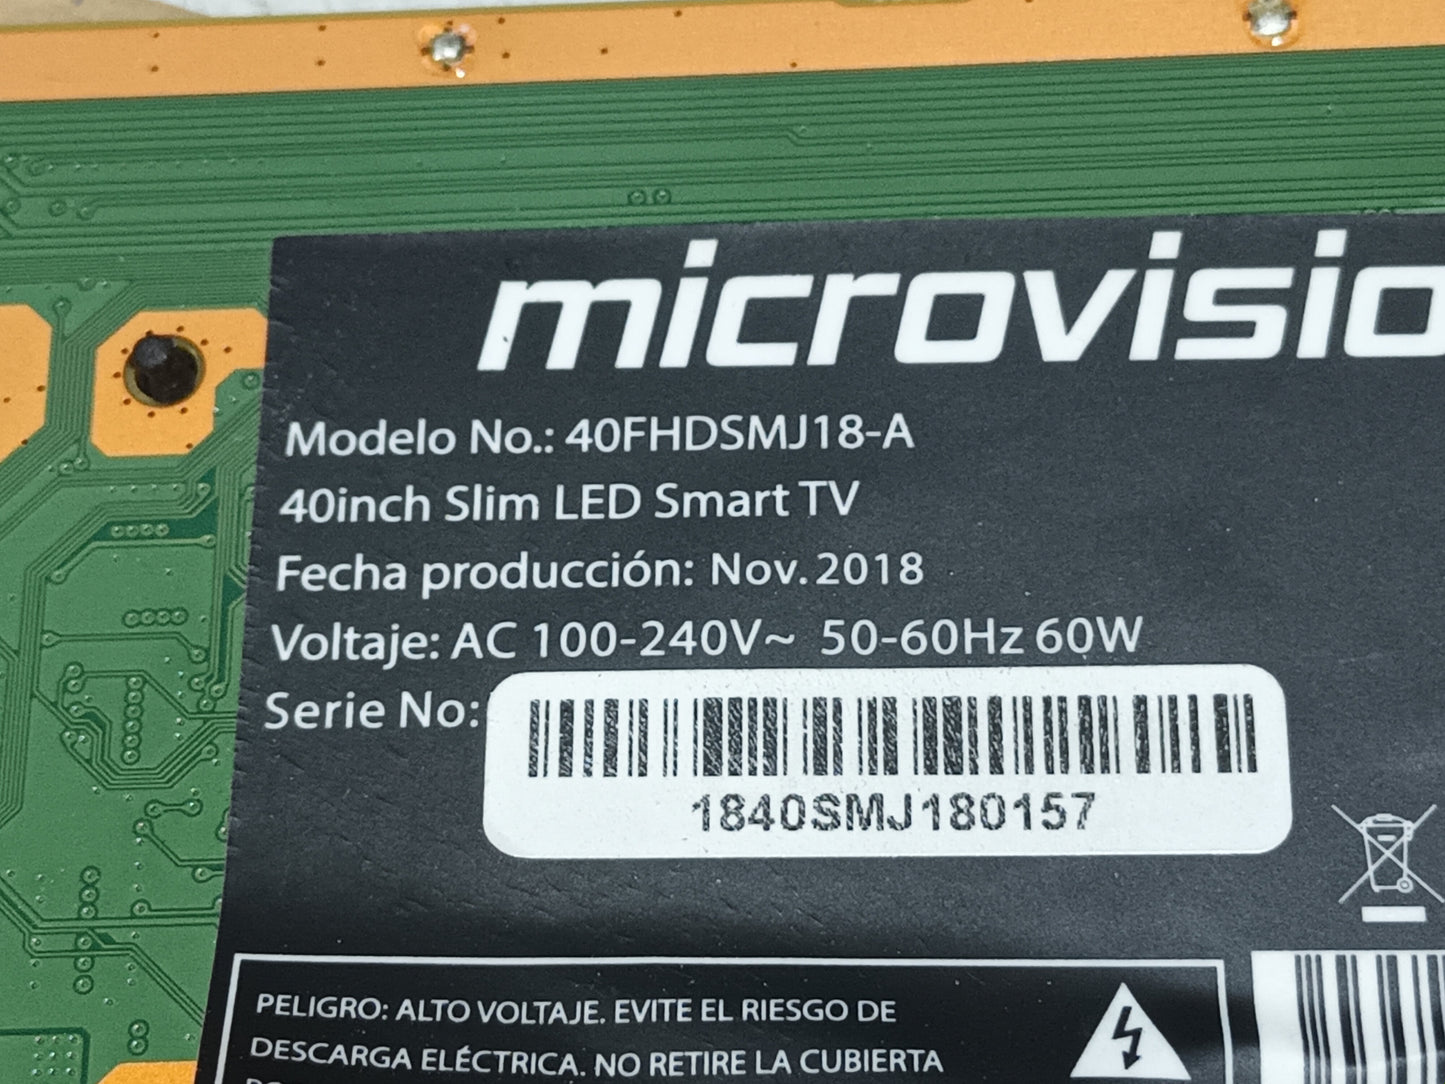 microvisio
Modelo No.: 40FHDSMJ18-A
40inch Slim LED Smart TV
Fecha producción: Nov. 2018
Voltaje: AC 100-240V~ 50-60Hz 60W
Serie No:
1840SMJ180157
PELIGRO: ALTO VOLTAJE. EVITE EL RIESGO DE
DESCARGA ELÉCTRICA. NO RETIRE LA CUBIERTA